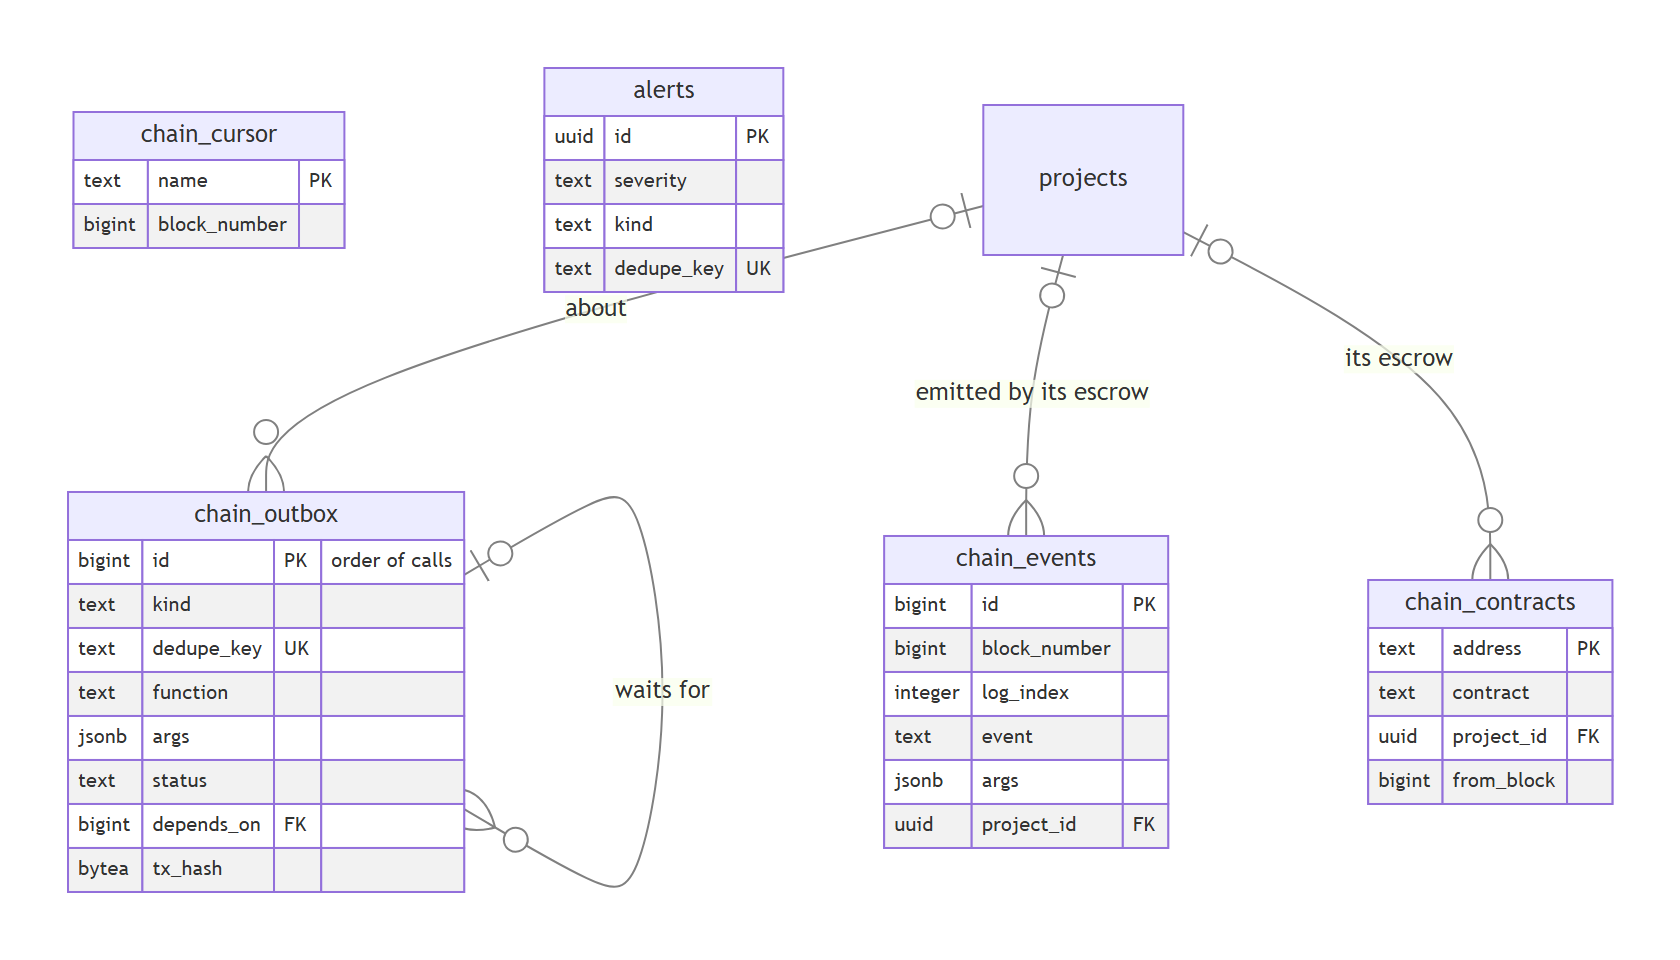 chain_cursor
text name PK
bigint block_number
alerts
uuid id PK
text severity
text kind
text dedupe_key UK
projects
about
emitted by its escrow
its escrow
chain_outbox
bigint id PK order of calls
text kind
text dedupe_key UK
text function
jsonb args
text status
bigint depends_on FK
bytea tx_hash
waits for
chain_events
bigint id PK
bigint block_number
integer log_index
text event
jsonb args
uuid project_id FK
chain_contracts
text address PK
text contract
uuid project_id FK
bigint from_block